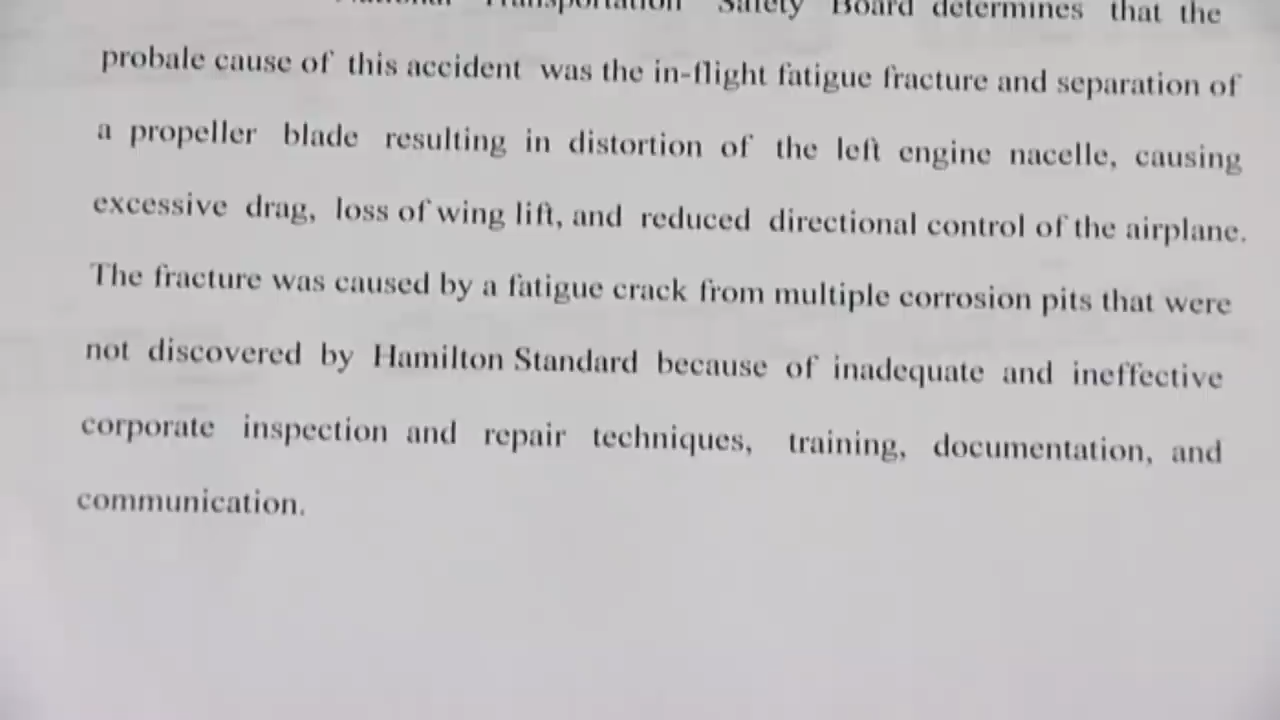 National Transportation Safety Board determines that the
probale cause of this accident was the in-flight fatigue fracture and separation of
a propeller blade resulting in distortion of the left engine nacelle, causing
excessive drag, loss of wing lift, and reduced directional control of the airplane.
The fracture was caused by a fatigue crack from multiple corrosion pits that were
not discovered by Hamilton Standard because of inadequate and ineffective
corporate inspection and repair techniques, training, documentation, and
communication.